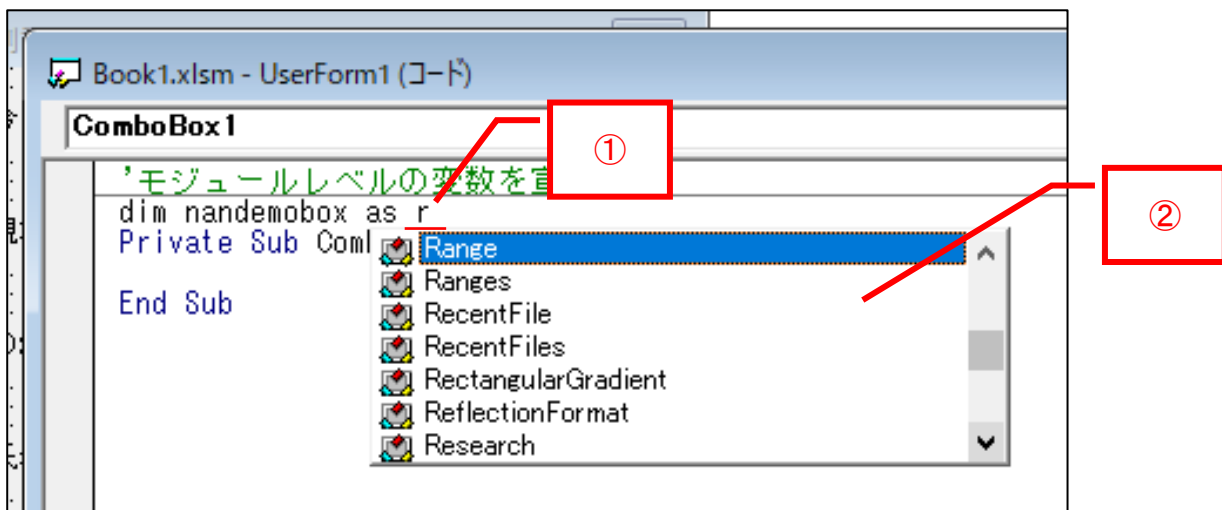 Book1.xlsm - UserForm1 (コード)
ComboBox1
①
'モジュールレベルの変数を宣
dim nandemobox as r
②
Private Sub Com
Range
Ranges
End Sub
RecentFile
RecentFiles
RectangularGradient
ReflectionFormat
Research